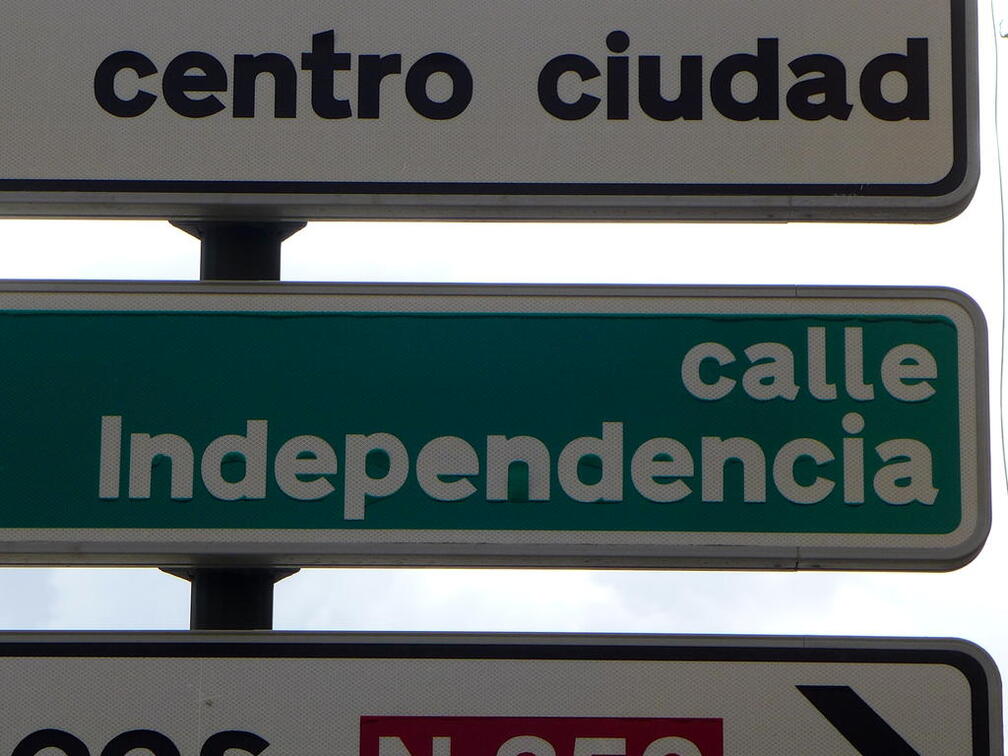 centro ciudad
calle
Independencia